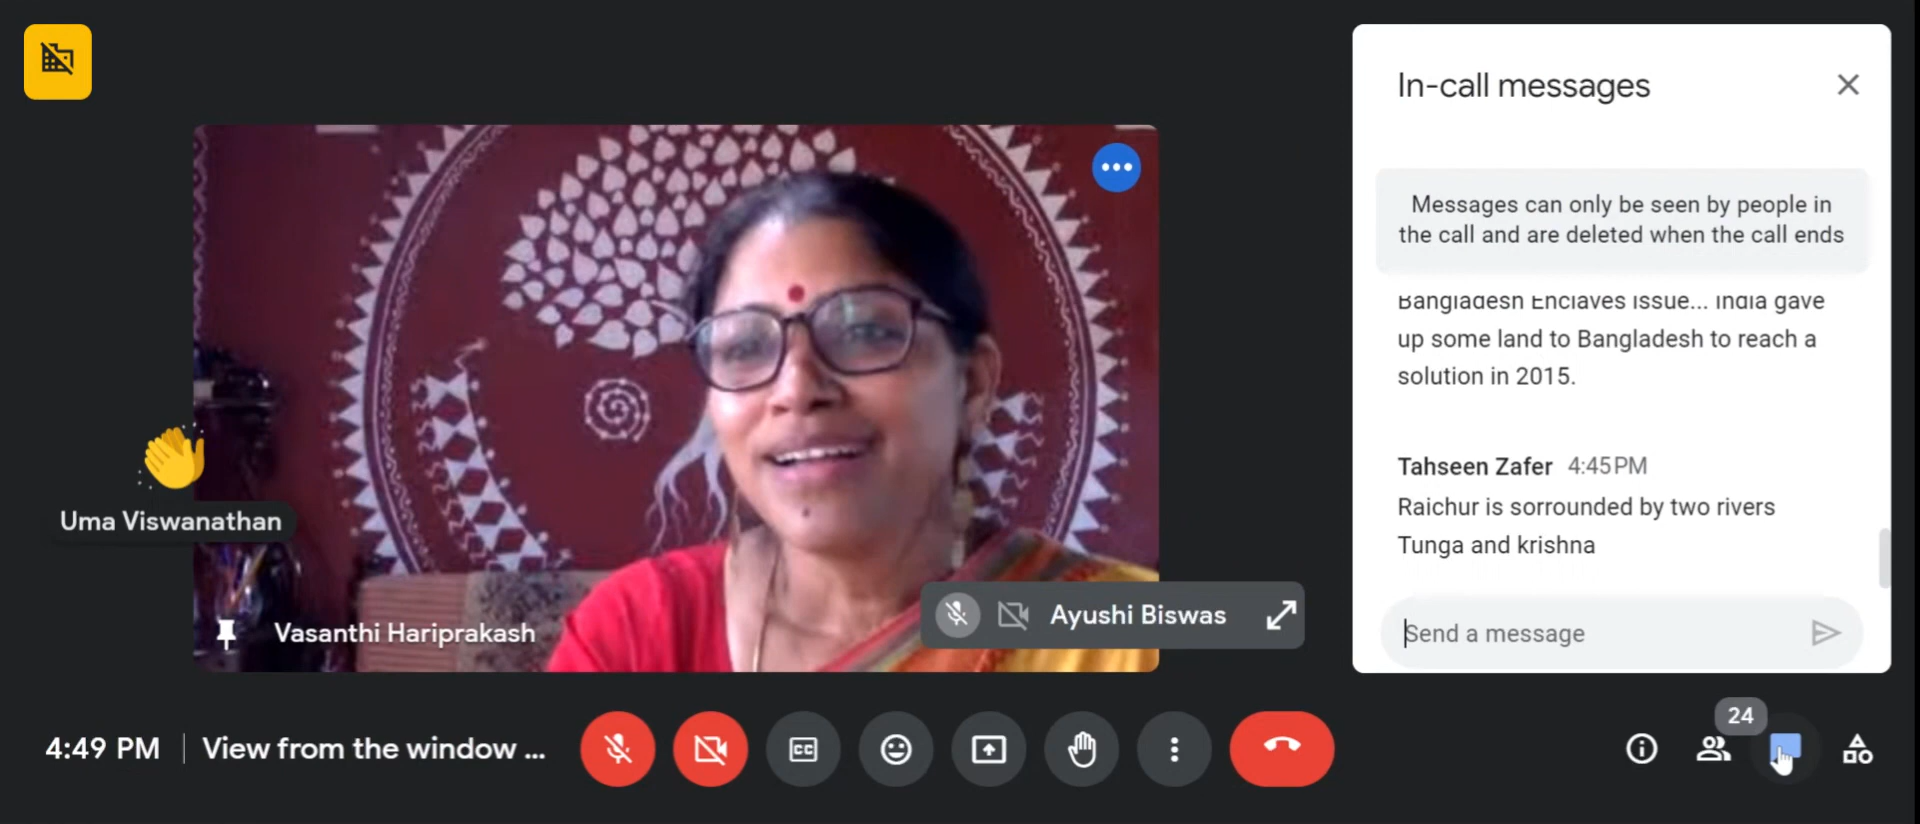 In-call messages
Messages can only be seen by people in
the call and are deleted when the call ends
Bangladesh Enclaves issue... India gave
up some land to Bangladesh to reach a
solution in 2015.
Tahseen Zafer 4:45 PM
Raichur is sorrounded by two rivers
Tunga and krishna
Send a message
Uma Viswanathan
Vasanthi Hariprakash
Ayushi Biswas
4:49 PM | View from the window ...
CC
24